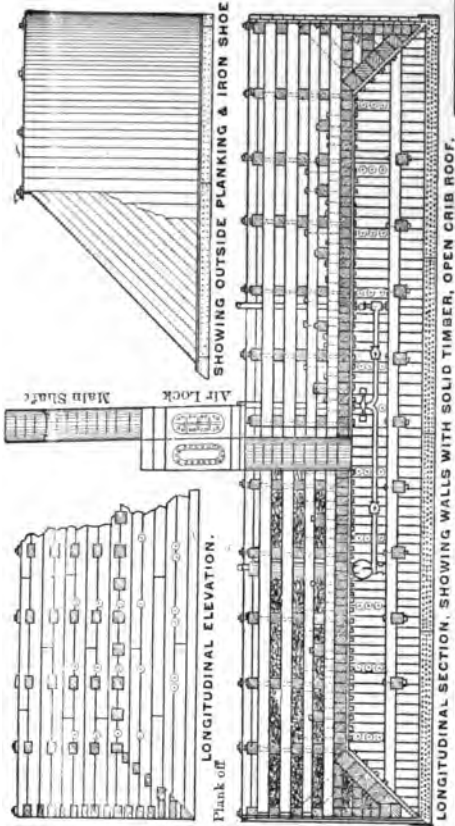 SHOWING OUTSIDE PLANKING & IRON SHOE
Main Shaft
Air Lock
LONGITUDINAL ELEVATION.
Plank off
LONGITUDINAL SECTION, SHOWING WALLS WITH SOLID TIMBER, OPEN CRIB ROOF,